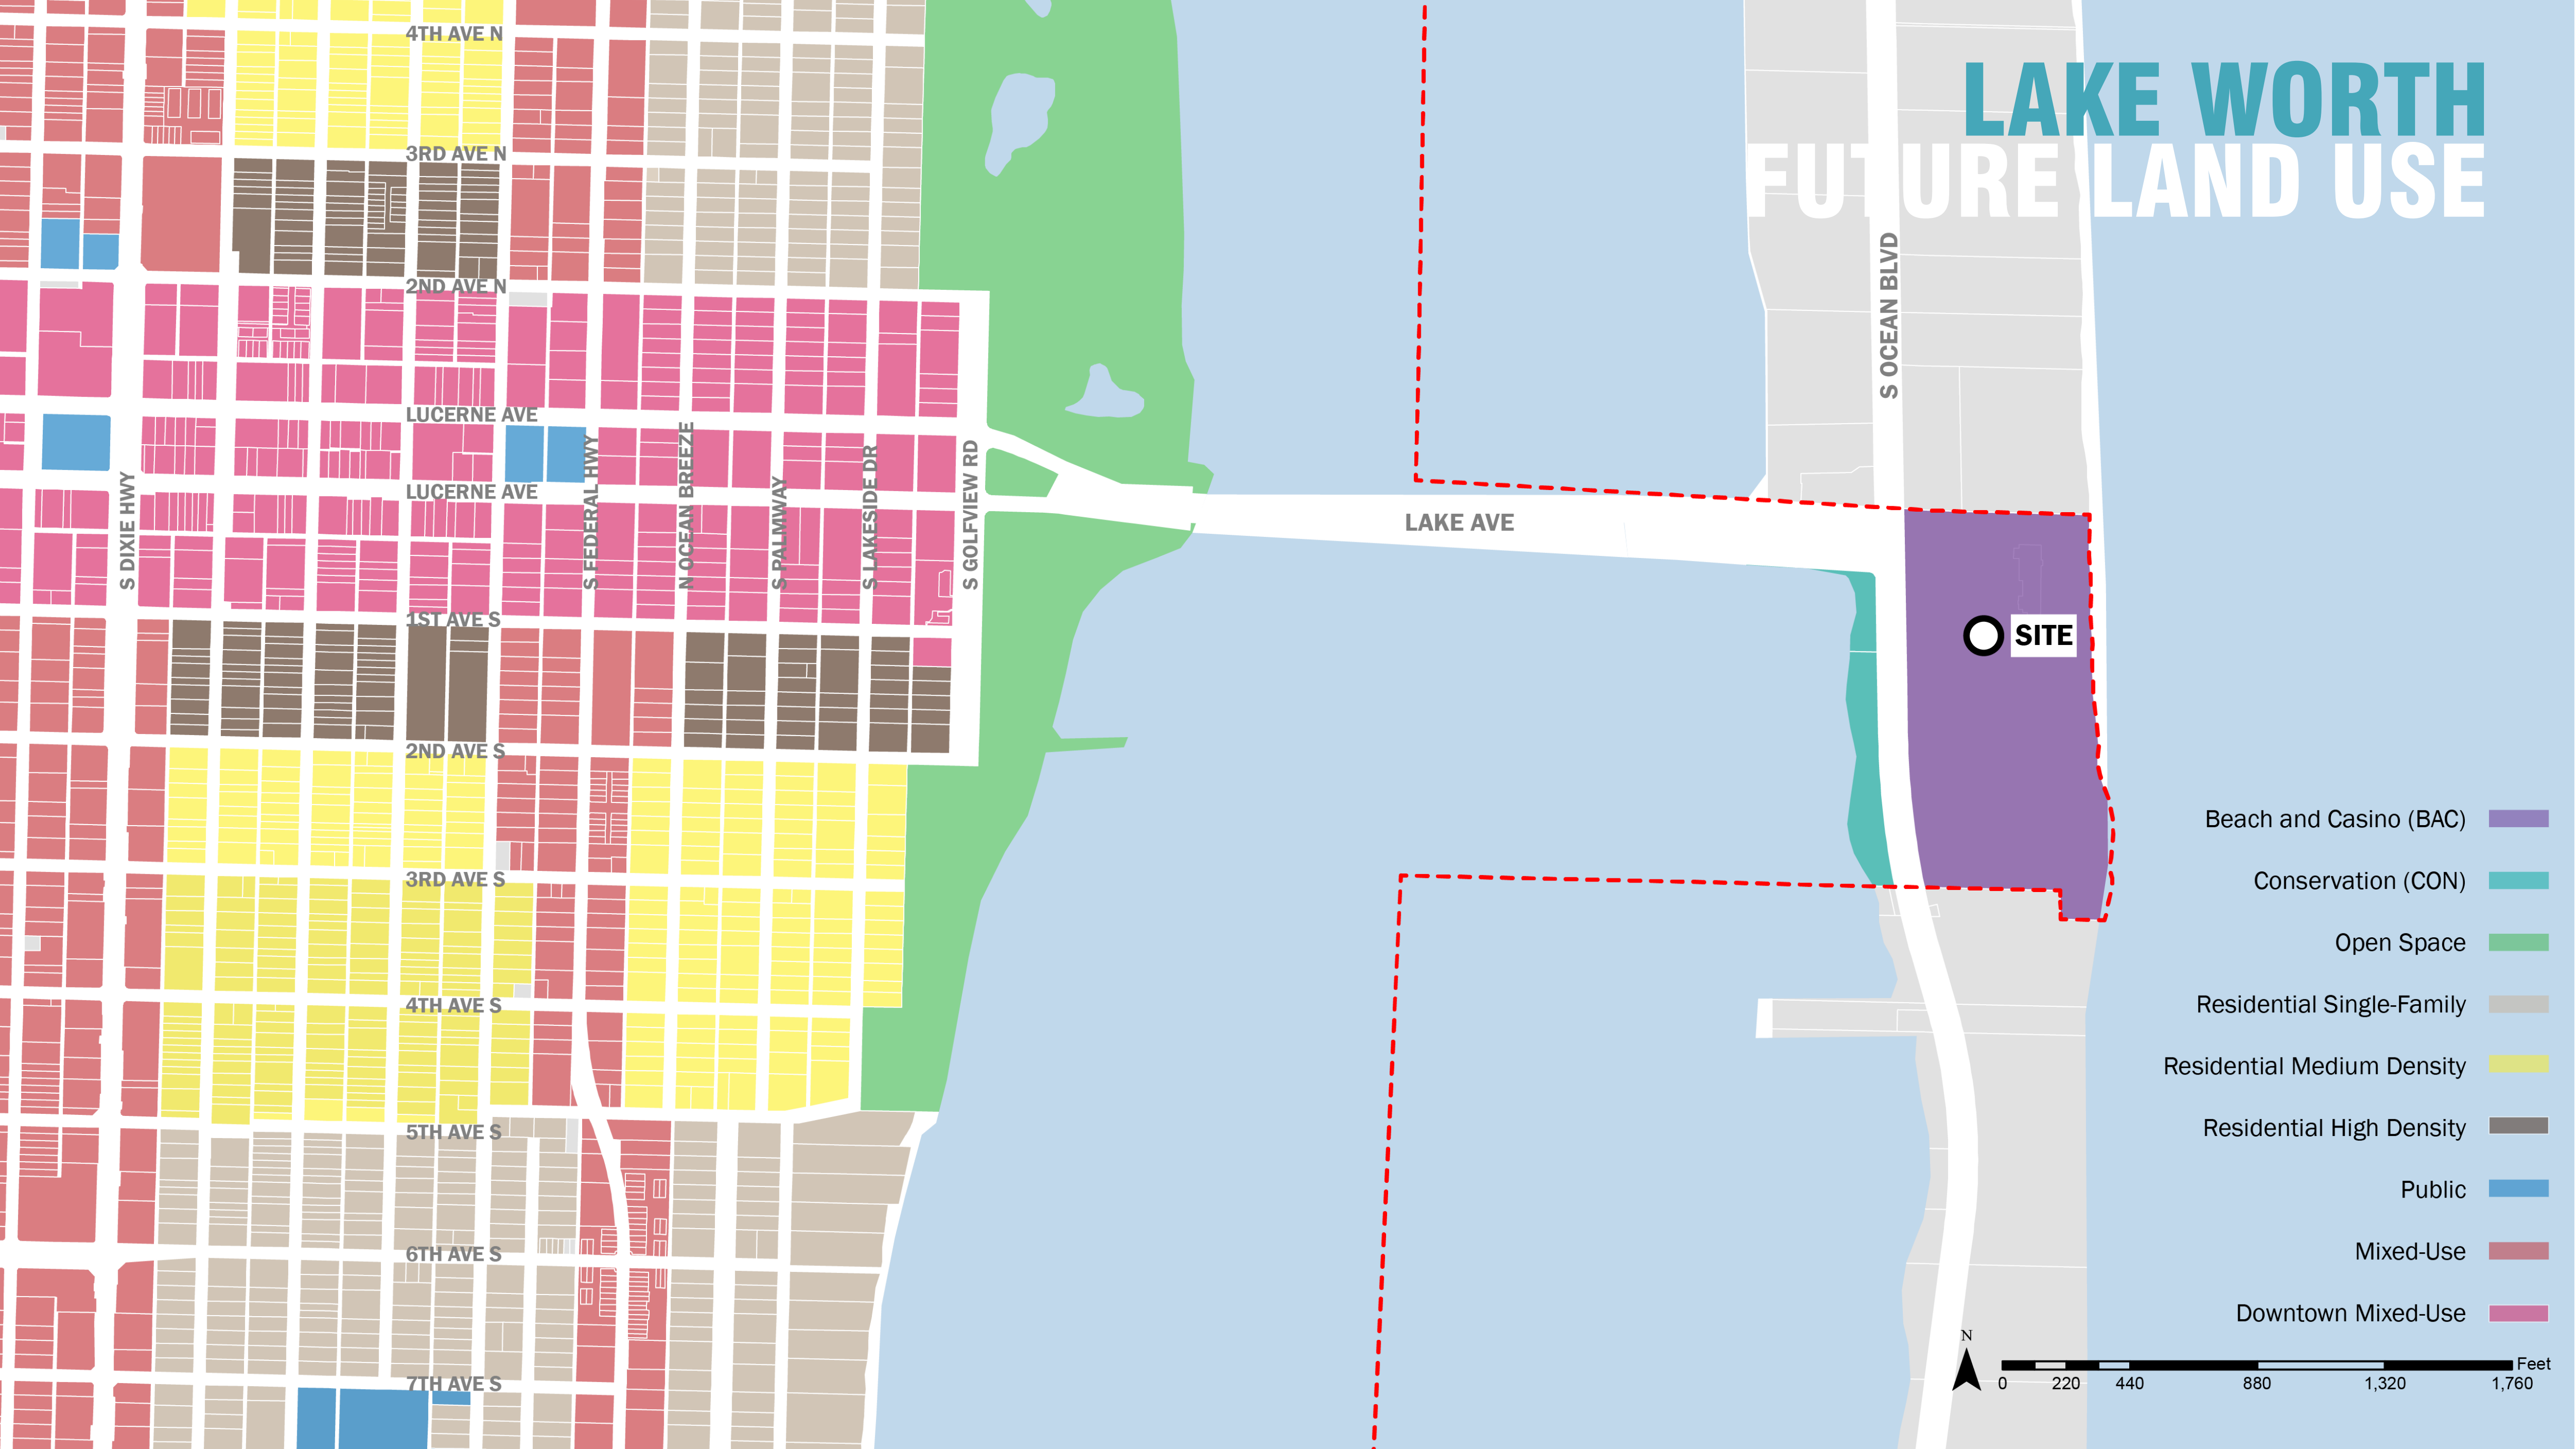 LAKE WORTH
FUTURE LAND USE
4TH AVE N
3RD AVE N
2ND AVE N
LUCERNE AVE
LUCERNE AVE
1ST AVE S
2ND AVE S
3RD AVE S
4TH AVE S
5TH AVE S
6TH AVE S
7TH AVE S
S DIXIE HWY
S FEDERAL HWY
N OCEAN BREEZE
S PALMWAY
S LAKESIDE DR
S GOLFVIEW RD
LAKE AVE
S OCEAN BLVD
SITE
Beach and Casino (BAC)
Conservation (CON)
Open Space
Residential Single-Family
Residential Medium Density
Residential High Density
Public
Mixed-Use
Downtown Mixed-Use
N
Feet
0 220 440 880 1,320 1,760